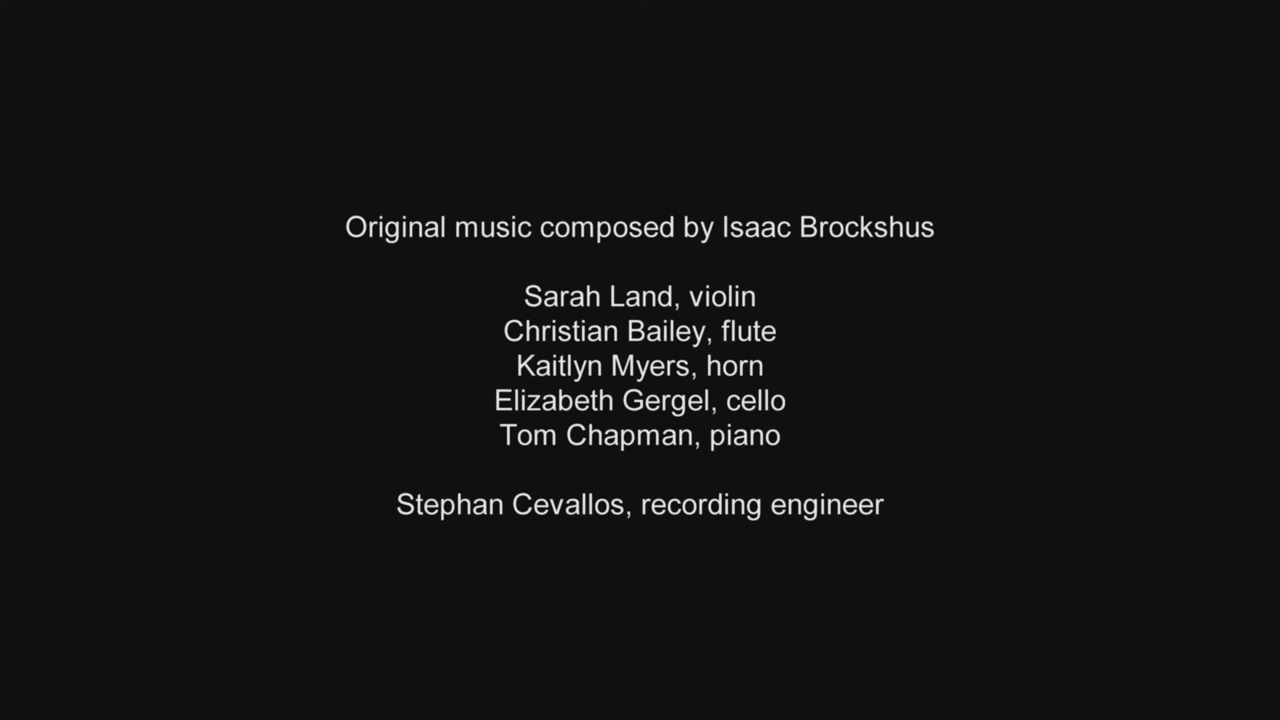 Original music composed by Isaac Brockshus
Sarah Land, violin
Christian Bailey, flute
Kaitlyn Myers, horn
Elizabeth Gergel, cello
Tom Chapman, piano
Stephan Cevallos, recording engineer